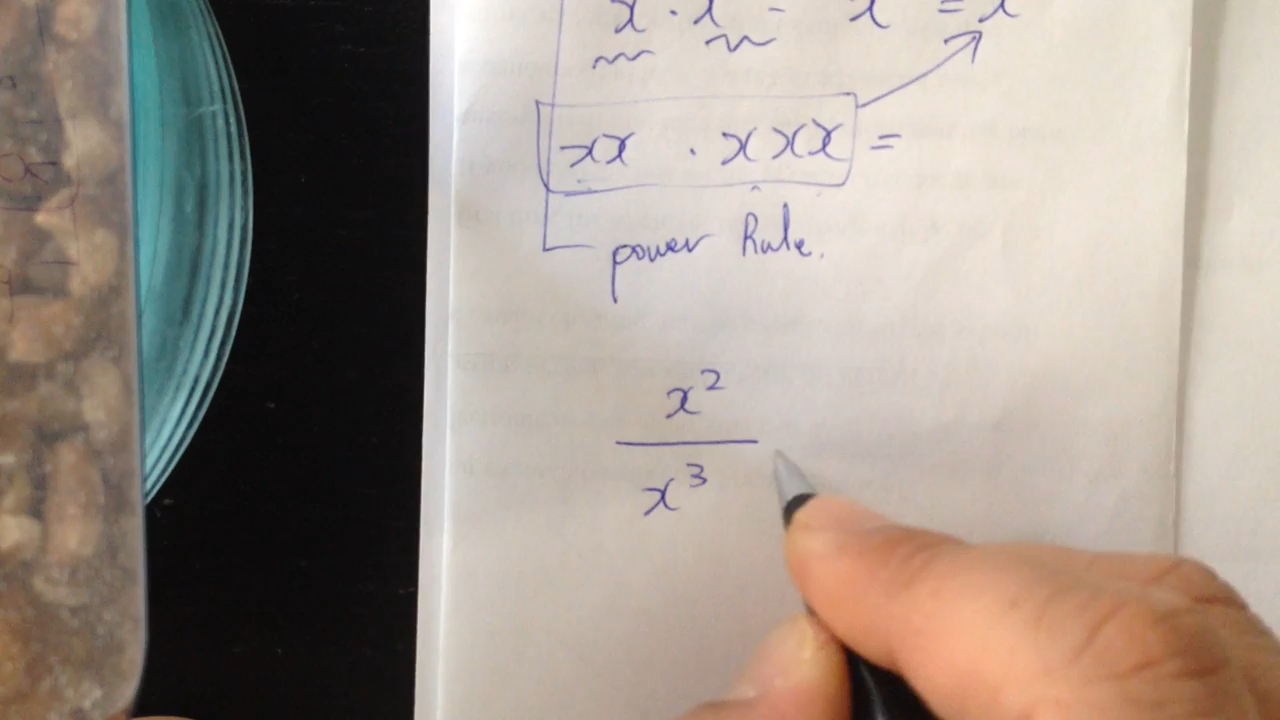 x · x = x = x
xx · xxx =
power Rule.
x²
x³